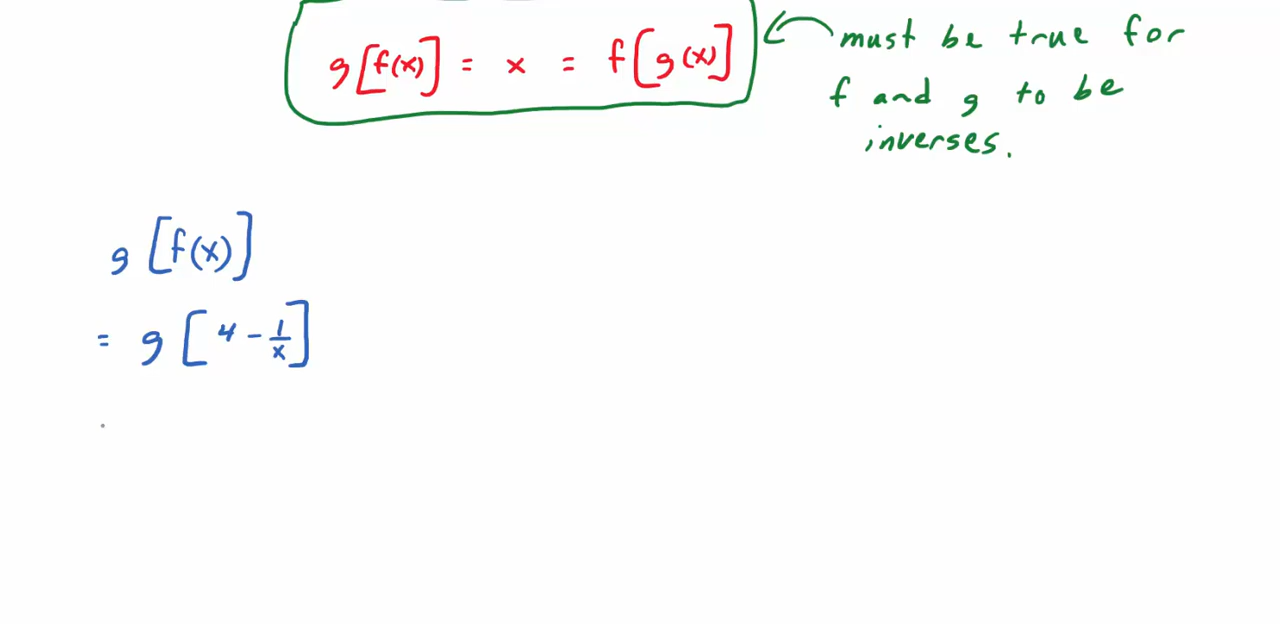 g[f(x)] = x = f[g(x)]
must be true for
f and g to be
inverses.
g[f(x)]
= g[4 - 1/x]